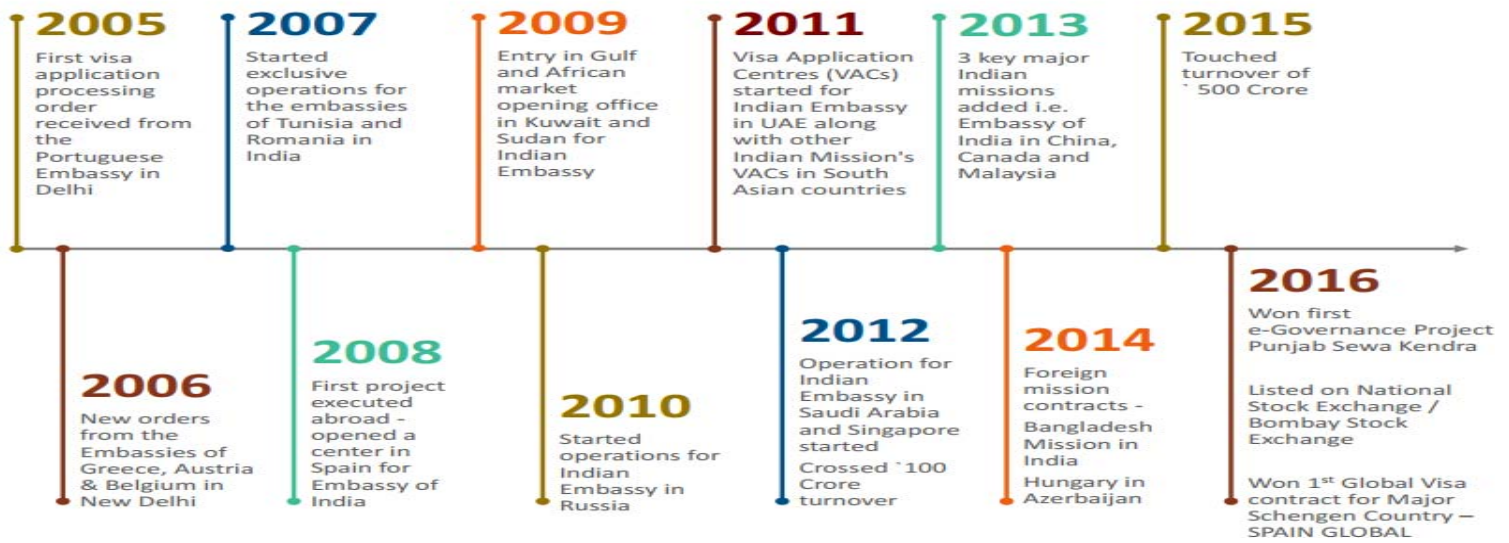 2005
First visa
application
processing
order
received from
the
Portuguese
Embassy in
Delhi
2007
Started
exclusive
operations for
the embassies
of Tunisia and
Romania in
India
2009
Entry in Gulf
and African
market
opening office
in Kuwait and
Sudan for
Indian
Embassy
2011
Visa Application
Centres (VACs)
started for
Indian Embassy
in UAE along
with other
Indian Mission's
VACs in South
Asian countries
2013
3 key major
Indian
missions
added i.e.
Embassy of
India in China,
Canada and
Malaysia
2015
Touched
turnover of
` 500 Crore
2006
New orders
from the
Embassies of
Greece, Austria
& Belgium in
New Delhi
2008
First project
executed
abroad -
opened a
center in
Spain for
Embassy of
India
2010
Started
operations for
Indian
Embassy in
Russia
2012
Operation for
Indian
Embassy in
Saudi Arabia
and Singapore
started
Crossed `100
Crore
turnover
2014
Foreign
mission
contracts -
Bangladesh
Mission in
India
Hungary in
Azerbaijan
2016
Won first
e-Governance Project
Punjab Sewa Kendra
Listed on National
Stock Exchange /
Bombay Stock
Exchange
Won 1st Global Visa
contract for Major
Schengen Country –
SPAIN GLOBAL